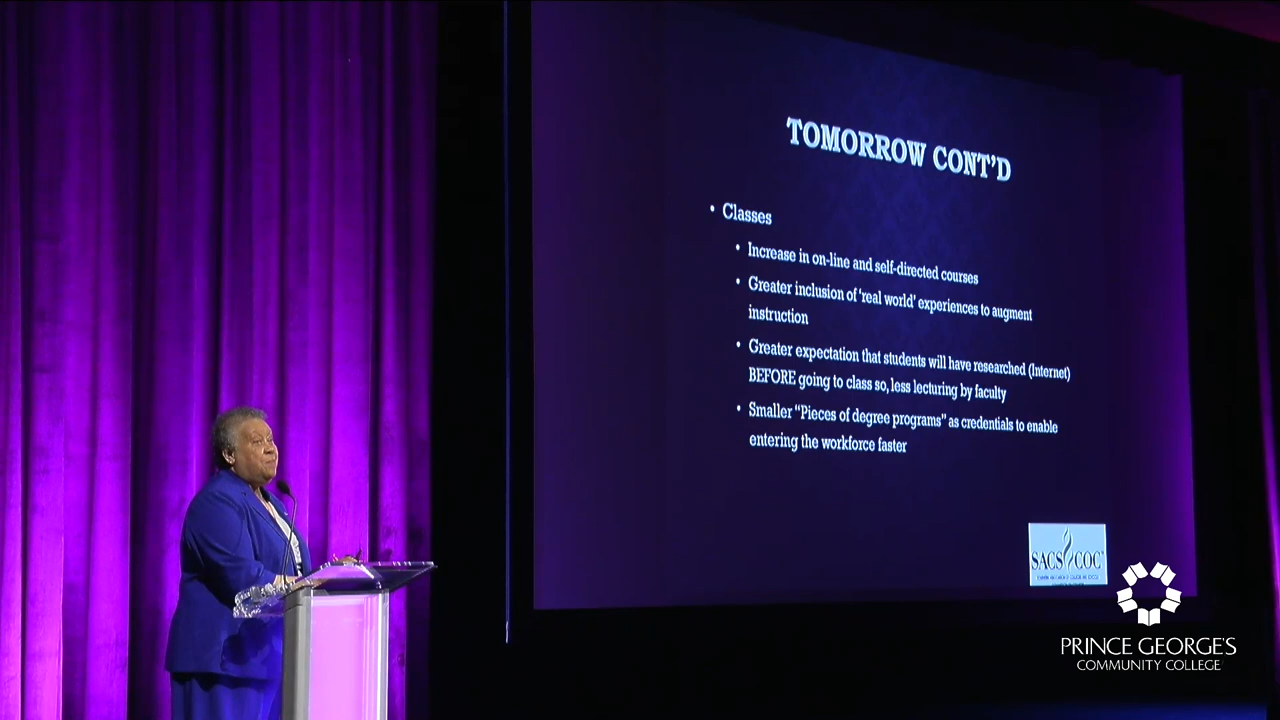 TOMORROW CONT'D
• Classes
• Increase in on-line and self-directed courses
• Greater inclusion of 'real world' experiences to augment
instruction
• Greater expectation that students will have researched (Internet)
BEFORE going to class so, less lecturing by faculty
• Smaller "Pieces of degree programs" as credentials to enable
entering the workforce faster
SACS COC
PRINCE GEORGE'S
COMMUNITY COLLEGE